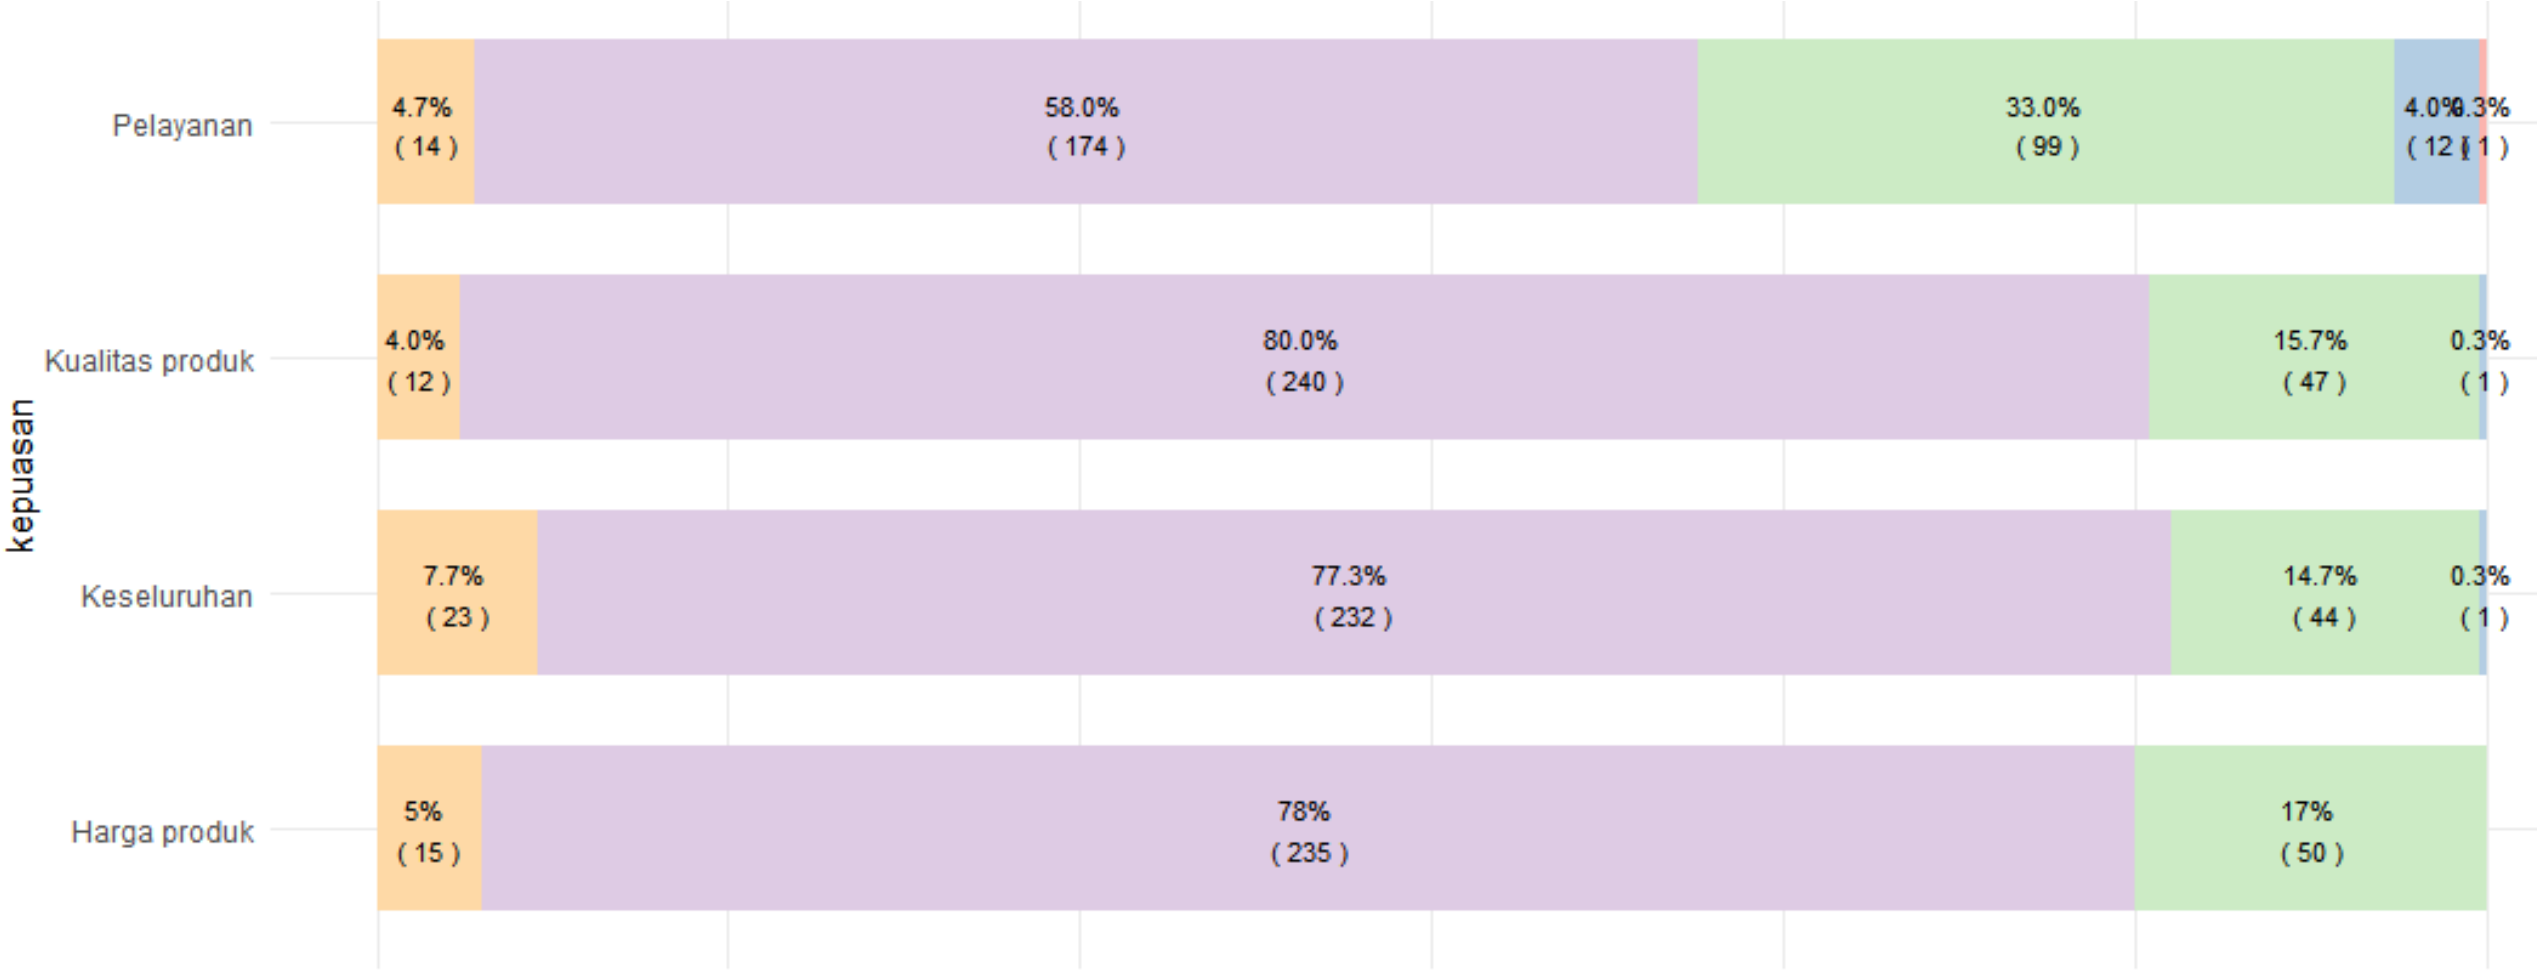 kepuasan
Pelayanan
4.7% 58.0% 33.0% 4.0% 0.3%
( 14 ) ( 174 ) ( 99 ) ( 12 ) ( 1 )
Kualitas produk
4.0% 80.0% 15.7% 0.3%
( 12 ) ( 240 ) ( 47 ) ( 1 )
Keseluruhan
7.7% 77.3% 14.7% 0.3%
( 23 ) ( 232 ) ( 44 ) ( 1 )
Harga produk
5% 78% 17%
( 15 ) ( 235 ) ( 50 )